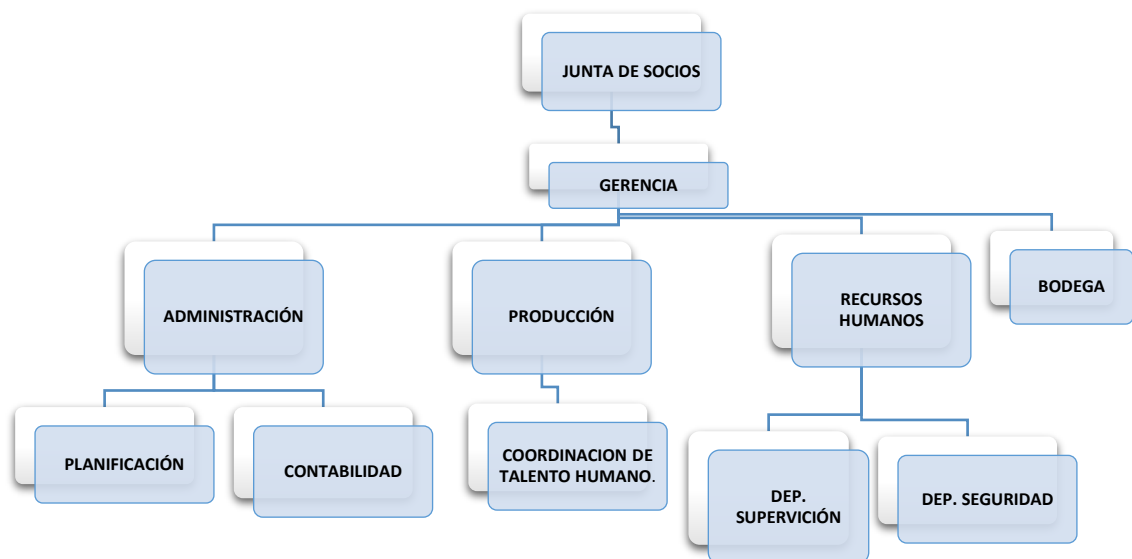 JUNTA DE SOCIOS
GERENCIA
ADMINISTRACIÓN
PRODUCCIÓN
RECURSOS
HUMANOS
BODEGA
PLANIFICACIÓN
CONTABILIDAD
COORDINACION DE
TALENTO HUMANO.
DEP.
SUPERVICIÓN
DEP. SEGURIDAD